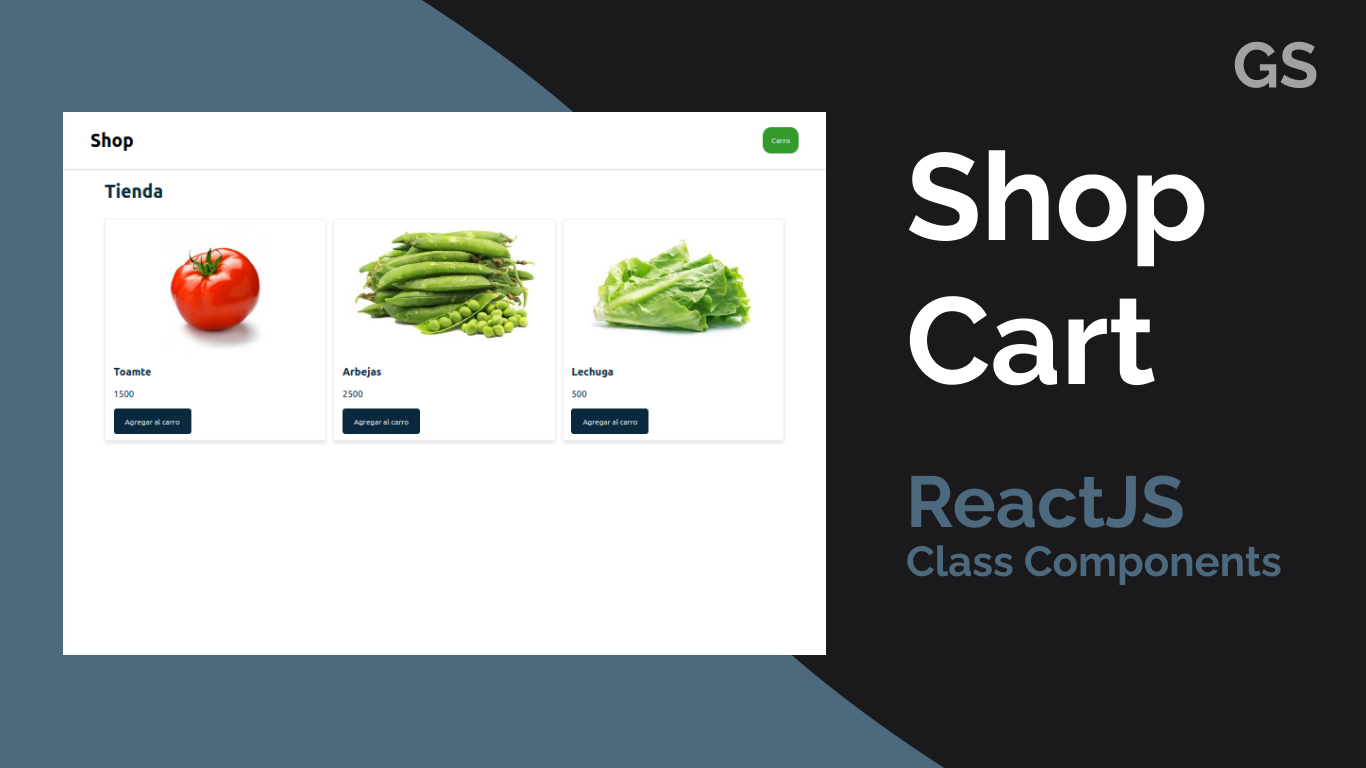 GS
Shop
Carro
Tienda
Toamte
1500
Agregar al carro
Arbejas
2500
Agregar al carro
Lechuga
500
Agregar al carro
Shop
Cart
ReactJS
Class Components